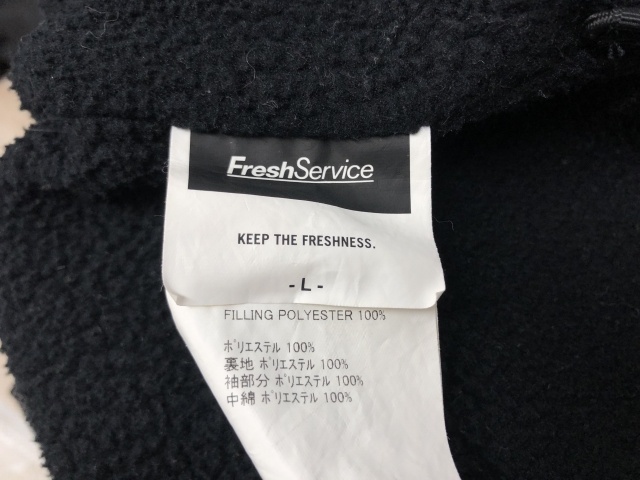 FreshService
KEEP THE FRESHNESS.
- L -
FILLING POLYESTER 100%
ポリエステル 100%
裏地 ポリエステル 100%
袖部分 ポリエステル 100%
中綿 ポリエステル 100%